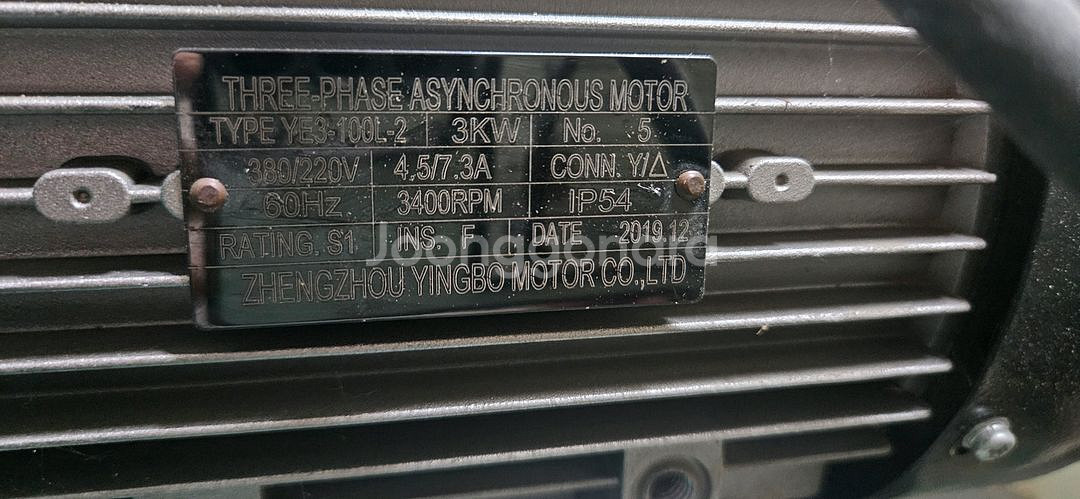 THREE-PHASE ASYNCHRONOUS MOTOR
TYPE YE3-100L-2 3KW No. 5
380/220V 4.5/7.3A CONN. Y/△
60Hz 3400RPM IP54
RATING. S1 INS. F DATE 2019.12
ZHENGZHOU YINGBO MOTOR CO.,LTD
Joonggonara